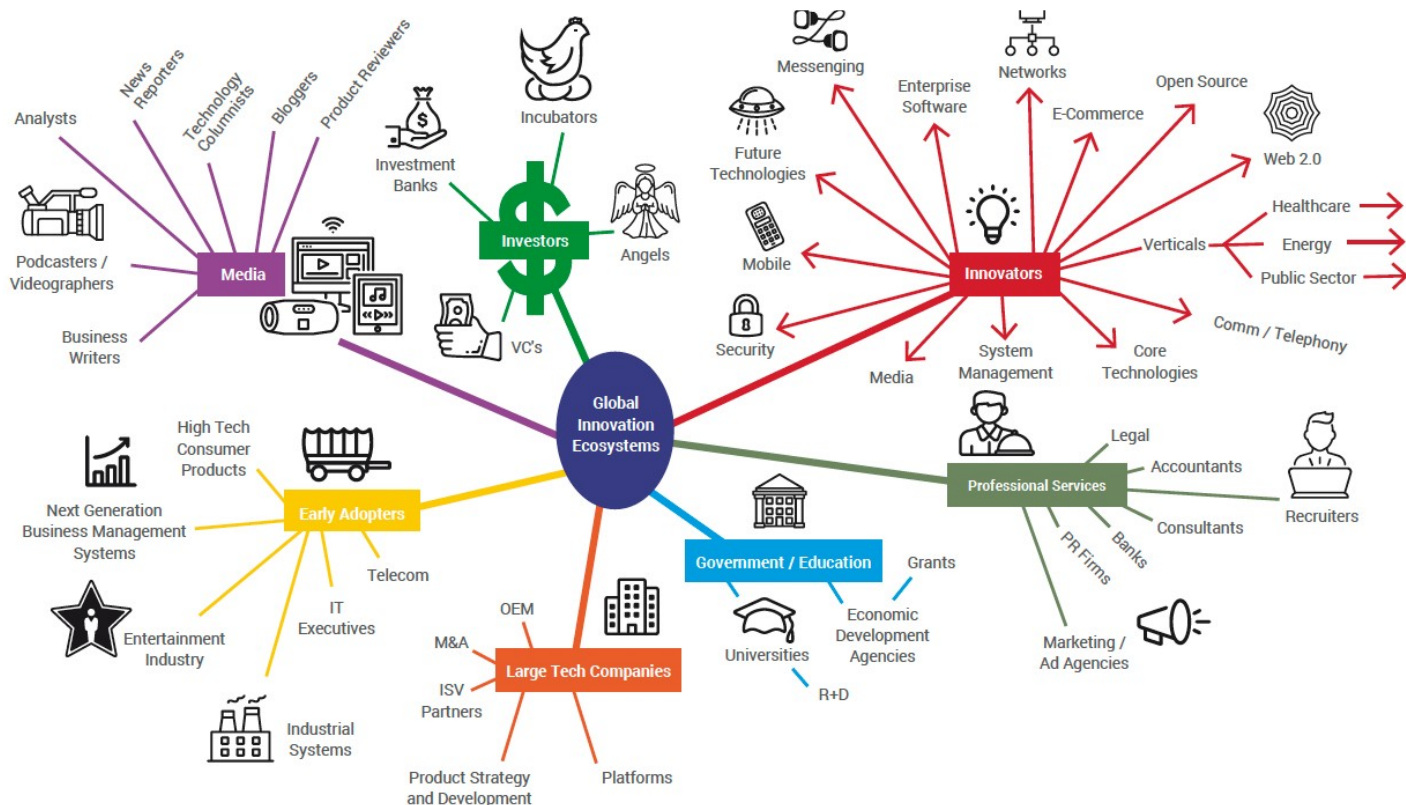 Analysts
News
Reporters
Technology
Columnists
Bloggers
Product Reviewers
Podcasters /
Videographers
Business
Writers
Media
Investment
Banks
Incubators
Investors
Angels
VC's
Messenging
Enterprise
Software
Networks
E-Commerce
Open Source
Web 2.0
Future
Technologies
Mobile
Security
Media
System
Management
Core
Technologies
Comm / Telephony
Verticals
Healthcare
Energy
Public Sector
Innovators
Global
Innovation
Ecosystems
High Tech
Consumer
Products
Next Generation
Business Management
Systems
Early Adopters
Entertainment
Industry
Industrial
Systems
IT
Executives
Telecom
OEM
M&A
ISV
Partners
Large Tech Companies
Product Strategy
and Development
Platforms
Government / Education
Universities
R+D
Economic
Development
Agencies
Grants
Professional Services
Legal
Accountants
Recruiters
Consultants
Banks
PR Firms
Marketing /
Ad Agencies